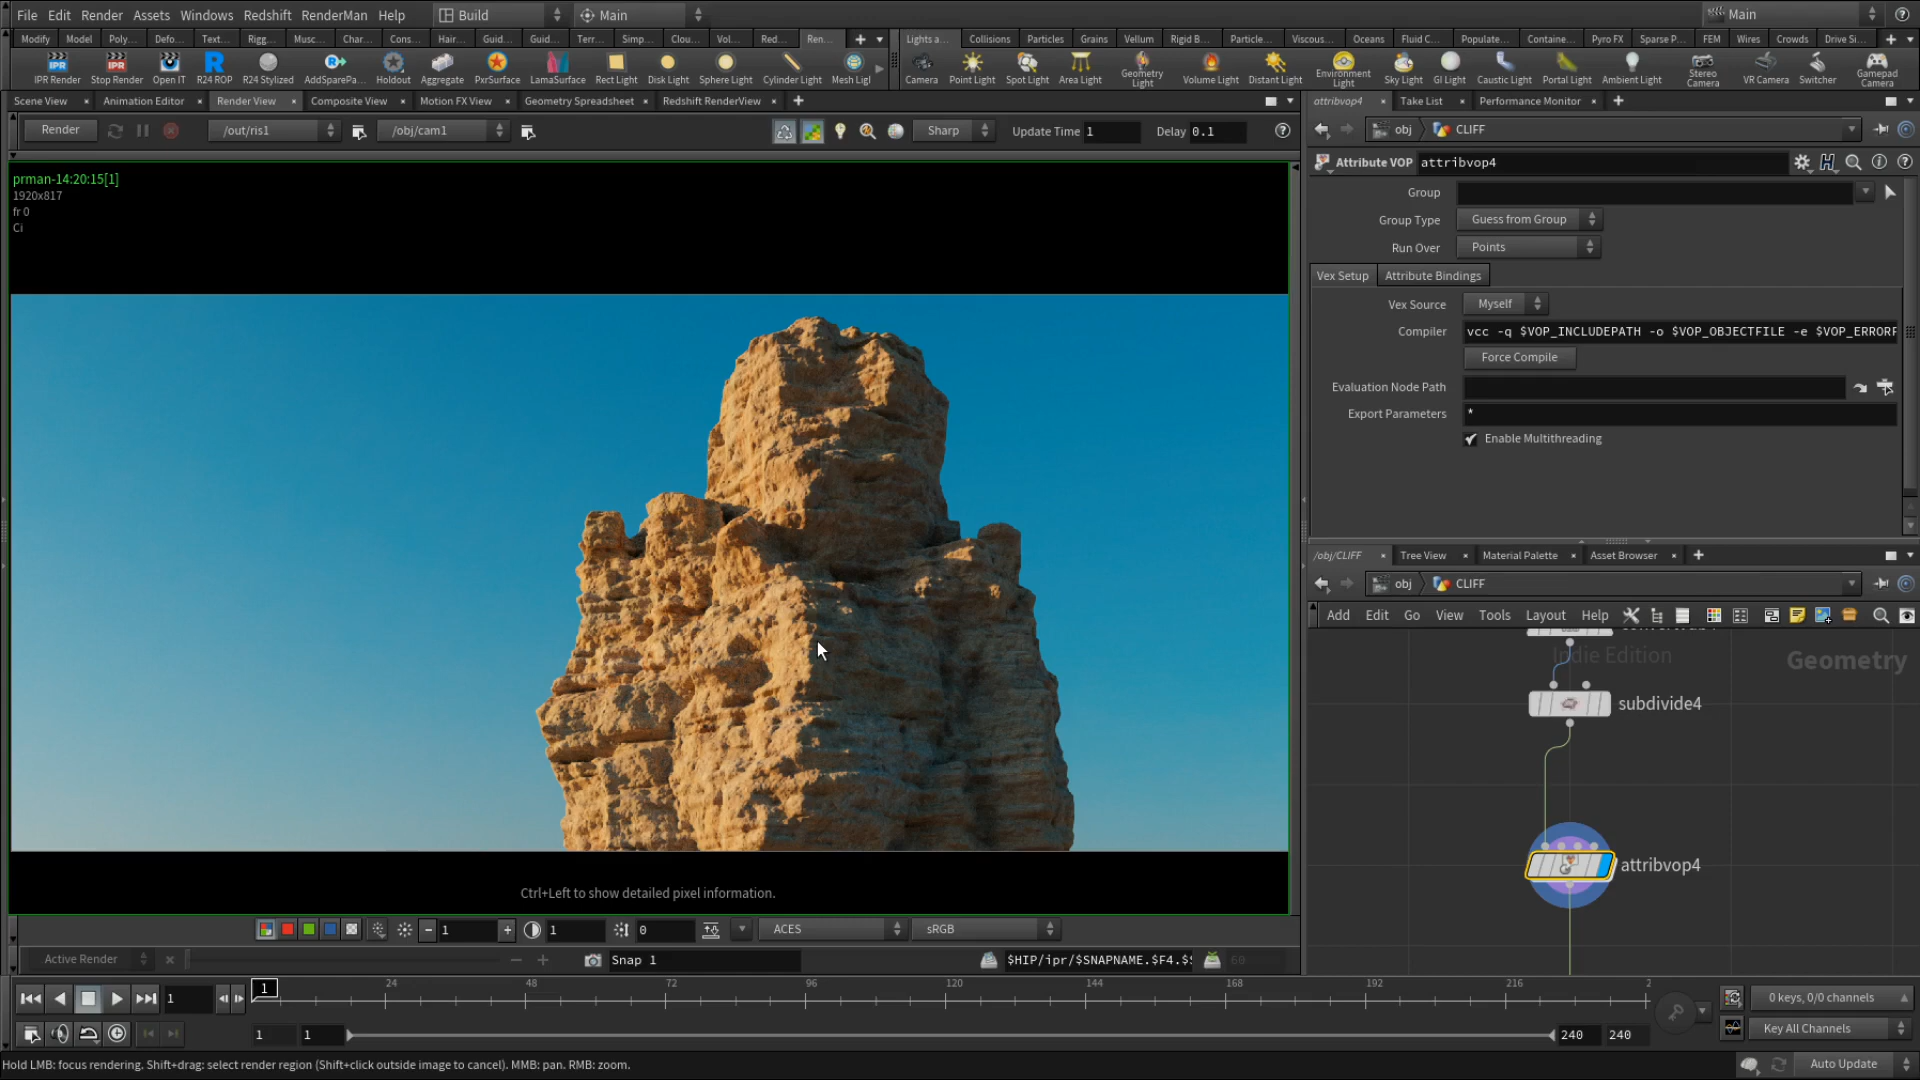 File Edit Render Assets Windows Redshift RenderMan Help Build Main Main
Modify Model Poly... Defo... Text... Rigg... Musc... Char... Cons... Hair... Guid... Guid... Terr... Simp... Clou... Vol... Red... Ren... Lights a... Collisions Particles Grains Vellum Rigid B... Particle... Viscous... Oceans Fluid C... Populate... Containe... Pyro FX Sparse P... FEM Wires Crowds Drive Si...
IPR Render Stop Render Open IT R24 ROP R24 Stylized AddSparePa... Holdout Aggregate PxrSurface LamaSurface Rect Light Disk Light Sphere Light Cylinder Light Mesh Ligl Camera Point Light Spot Light Area Light Geometry Light Volume Light Distant Light Environment Light Sky Light GI Light Caustic Light Portal Light Ambient Light Stereo Camera VR Camera Switcher Gamepad Camera
Scene View Animation Editor Render View Composite View Motion FX View Geometry Spreadsheet Redshift RenderView
attribvop4 Take List Performance Monitor
Render /out/ris1 /obj/cam1 Sharp Update Time 1 Delay 0.1
obj CLIFF
Attribute VOP attribvop4
prman-14:20:15[1]
1920x817
fr 0
Ci
Group
Group Type Guess from Group
Run Over Points
Vex Setup Attribute Bindings
Vex Source Myself
Compiler vcc -q $VOP_INCLUDEPATH -o $VOP_OBJECTFILE -e $VOP_ERRORF
Force Compile
Evaluation Node Path
Export Parameters *
Enable Multithreading
/obj/CLIFF Tree View Material Palette Asset Browser
obj CLIFF
Add Edit Go View Tools Layout Help
Indie Edition Geometry
subdivide4
attribvop4
Ctrl+Left to show detailed pixel information.
1 1 0 ACES sRGB
Active Render Snap 1 $HIP/ipr/$SNAPNAME.$F4.$ 60
1 1 24 48 72 96 120 144 168 192 216 2
0 keys, 0/0 channels
1 1 240 240 Key All Channels
Hold LMB: focus rendering. Shift+drag: select render region (Shift+click outside image to cancel). MMB: pan. RMB: zoom. Auto Update